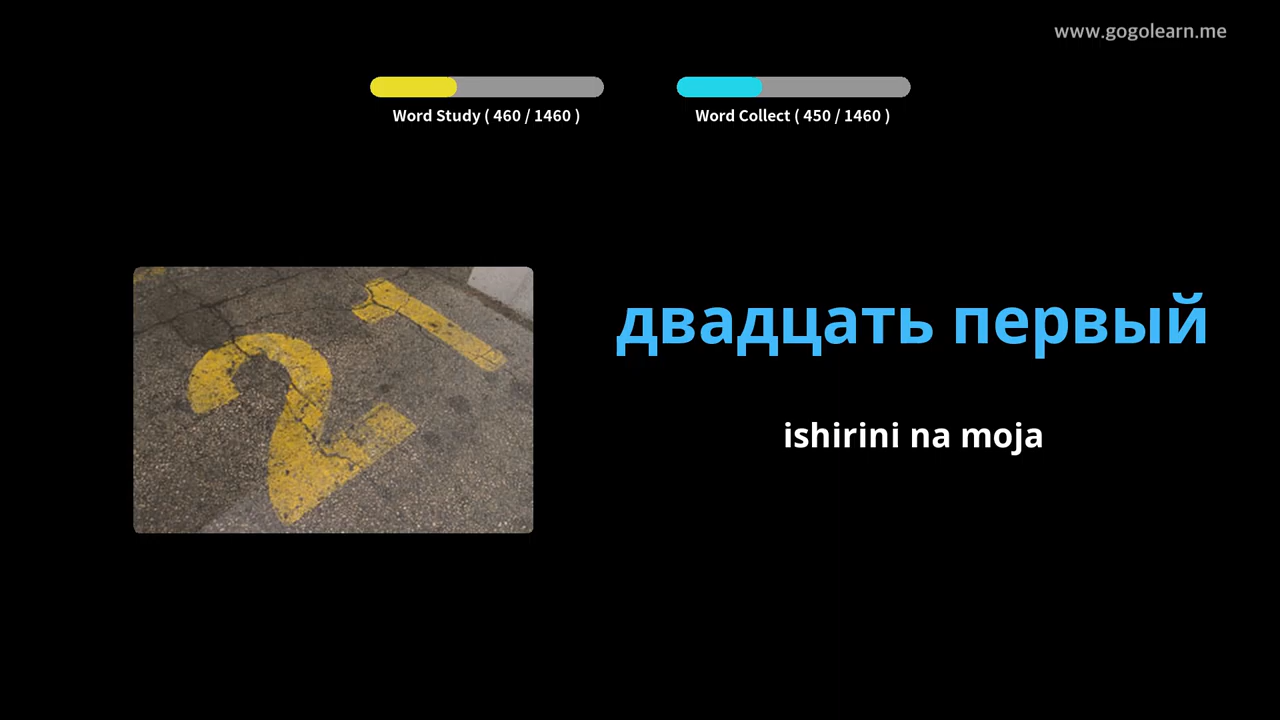 www.gogolearn.me
Word Study ( 460 / 1460 )
Word Collect ( 450 / 1460 )
21
двадцать первый
ishirini na moja